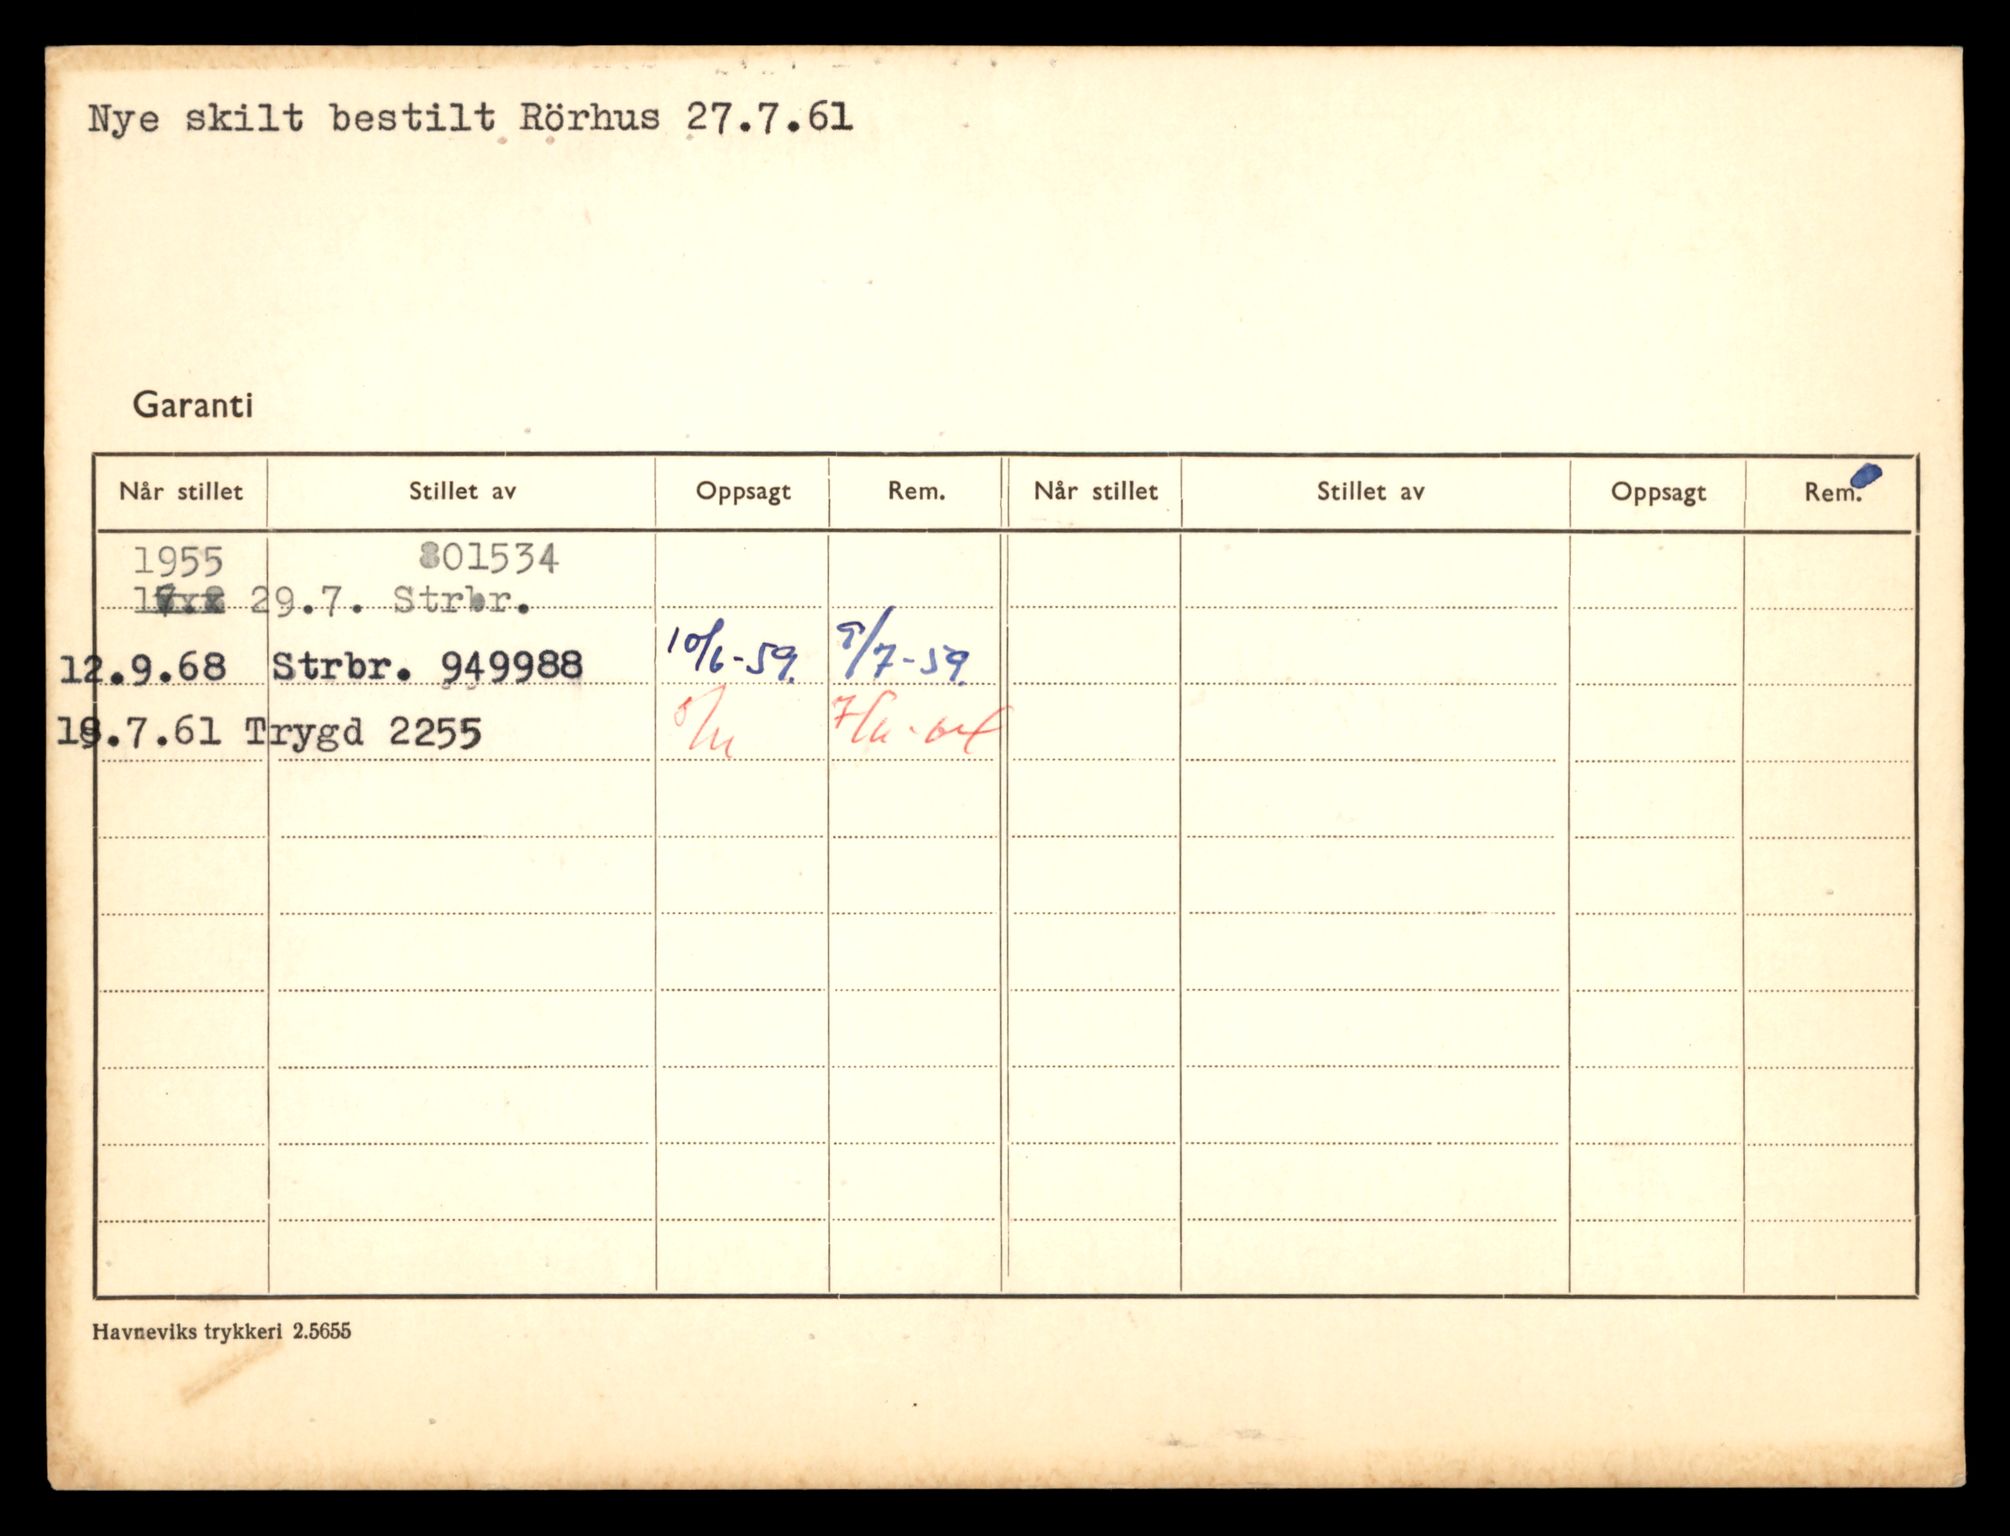 Nye skilt bestilt Rörhus 27.7.61
Garanti
Når stillet Stillet av Oppsagt Rem. Når stillet Stillet av Oppsagt Rem.
1955 801534
29.7. Strbr.
12.9.68 Strbr. 949988 10/6-59. 9/7-59.
19.7.61 Trygd 2255
Havneviks trykkeri 2.5655